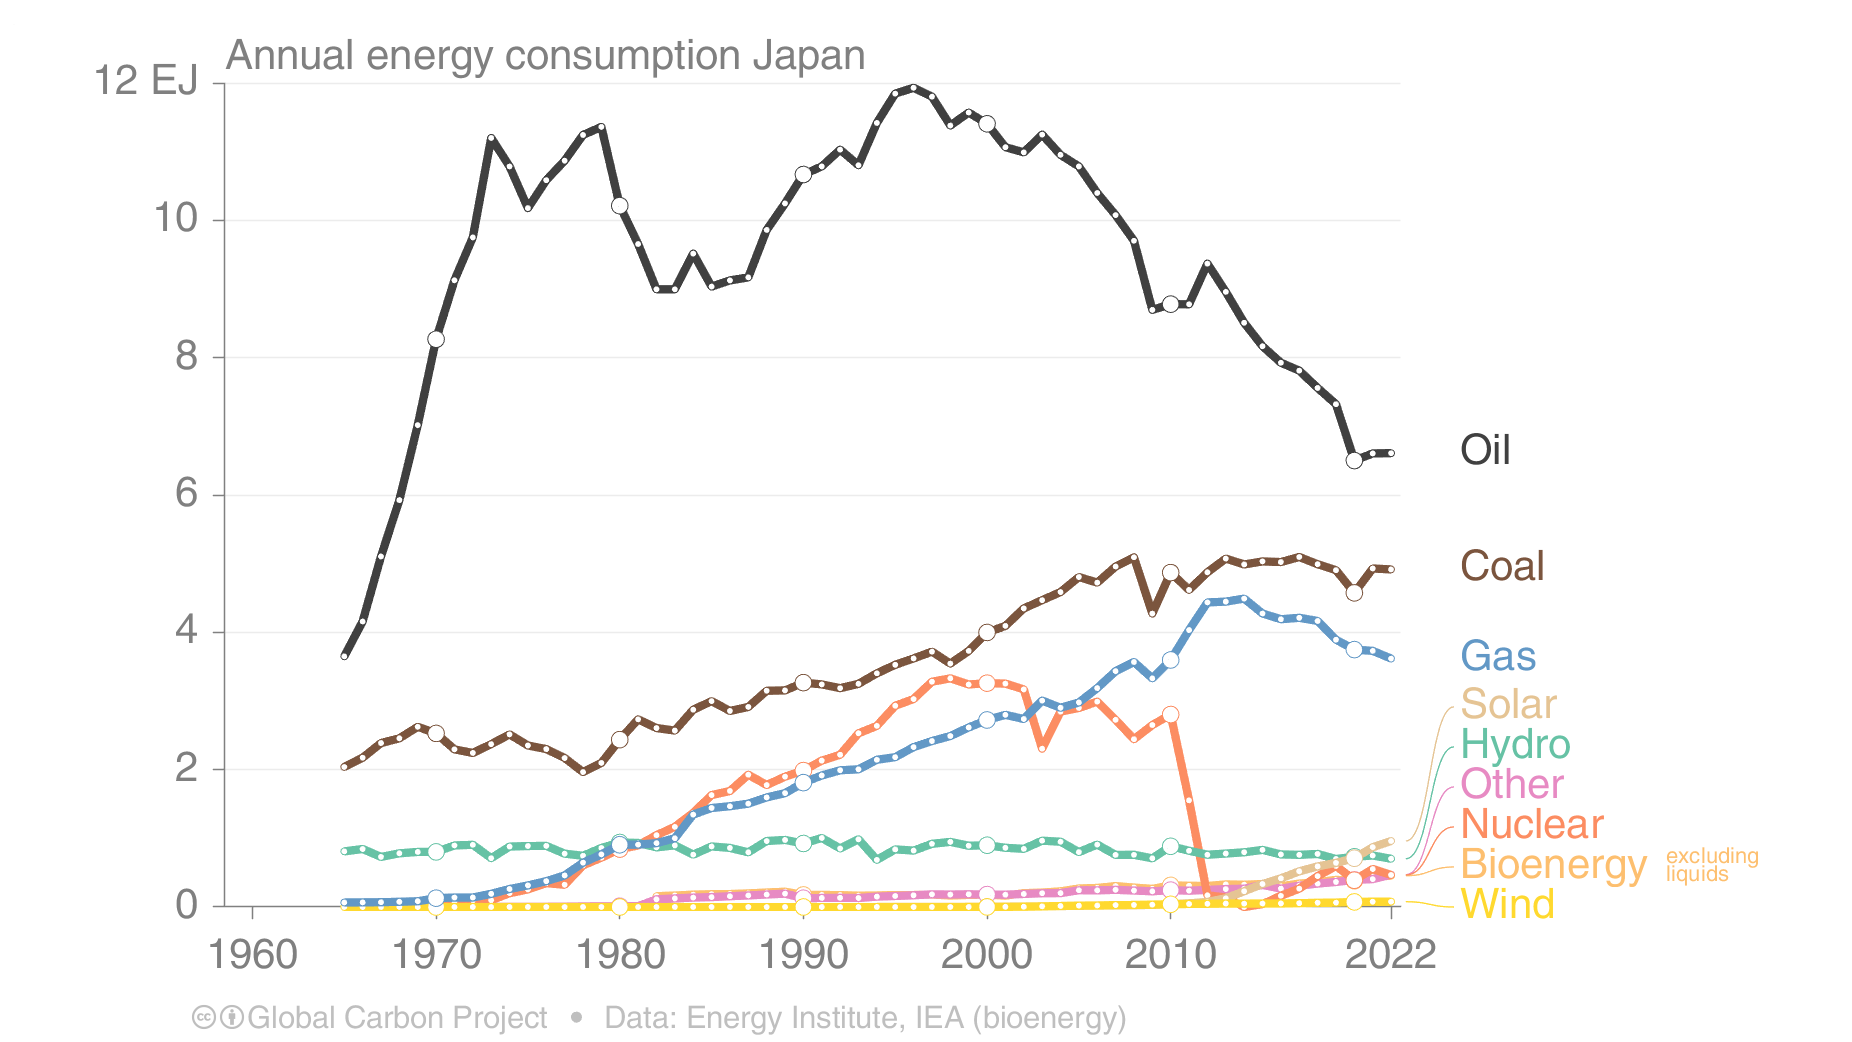 Annual energy consumption Japan
12 EJ
10
8
6
4
2
0
1960 1970 1980 1990 2000 2010 2022
Oil
Coal
Gas
Solar
Hydro
Other
Nuclear
Bioenergy excluding liquids
Wind
cc Global Carbon Project • Data: Energy Institute, IEA (bioenergy)